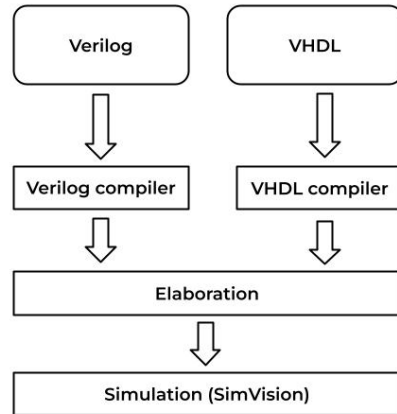 Verilog
VHDL
Verilog compiler
VHDL compiler
Elaboration
Simulation (SimVision)